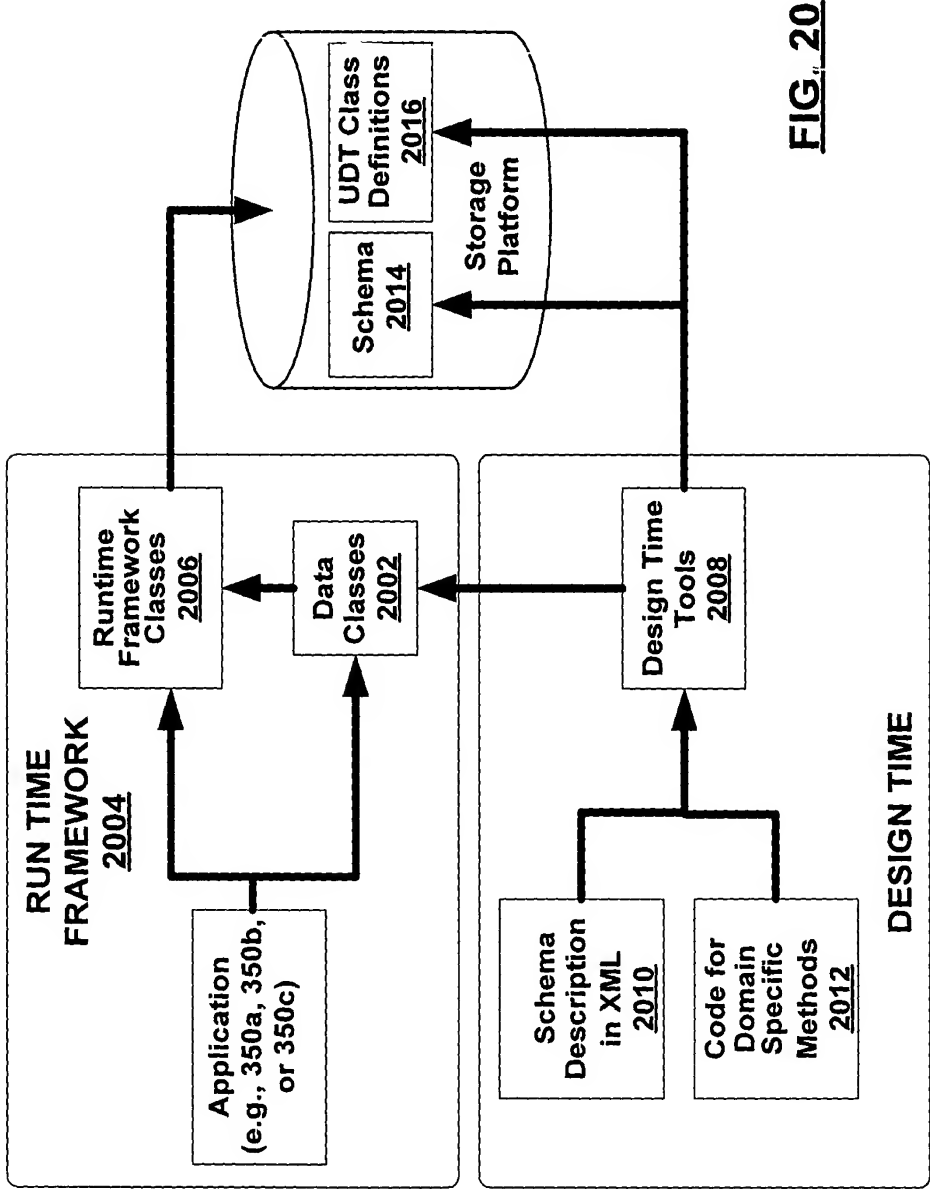 RUN TIME
FRAMEWORK
2004
Application
(e.g., 350a, 350b,
or 350c)
Runtime
Framework
Classes
2006
Data
Classes
2002
Schema
Description
in XML
2010
Code for
Domain
Specific
Methods
2012
Design Time
Tools
2008
DESIGN TIME
Schema
2014
UDT Class
Definitions
2016
Storage
Platform
FIG. 20